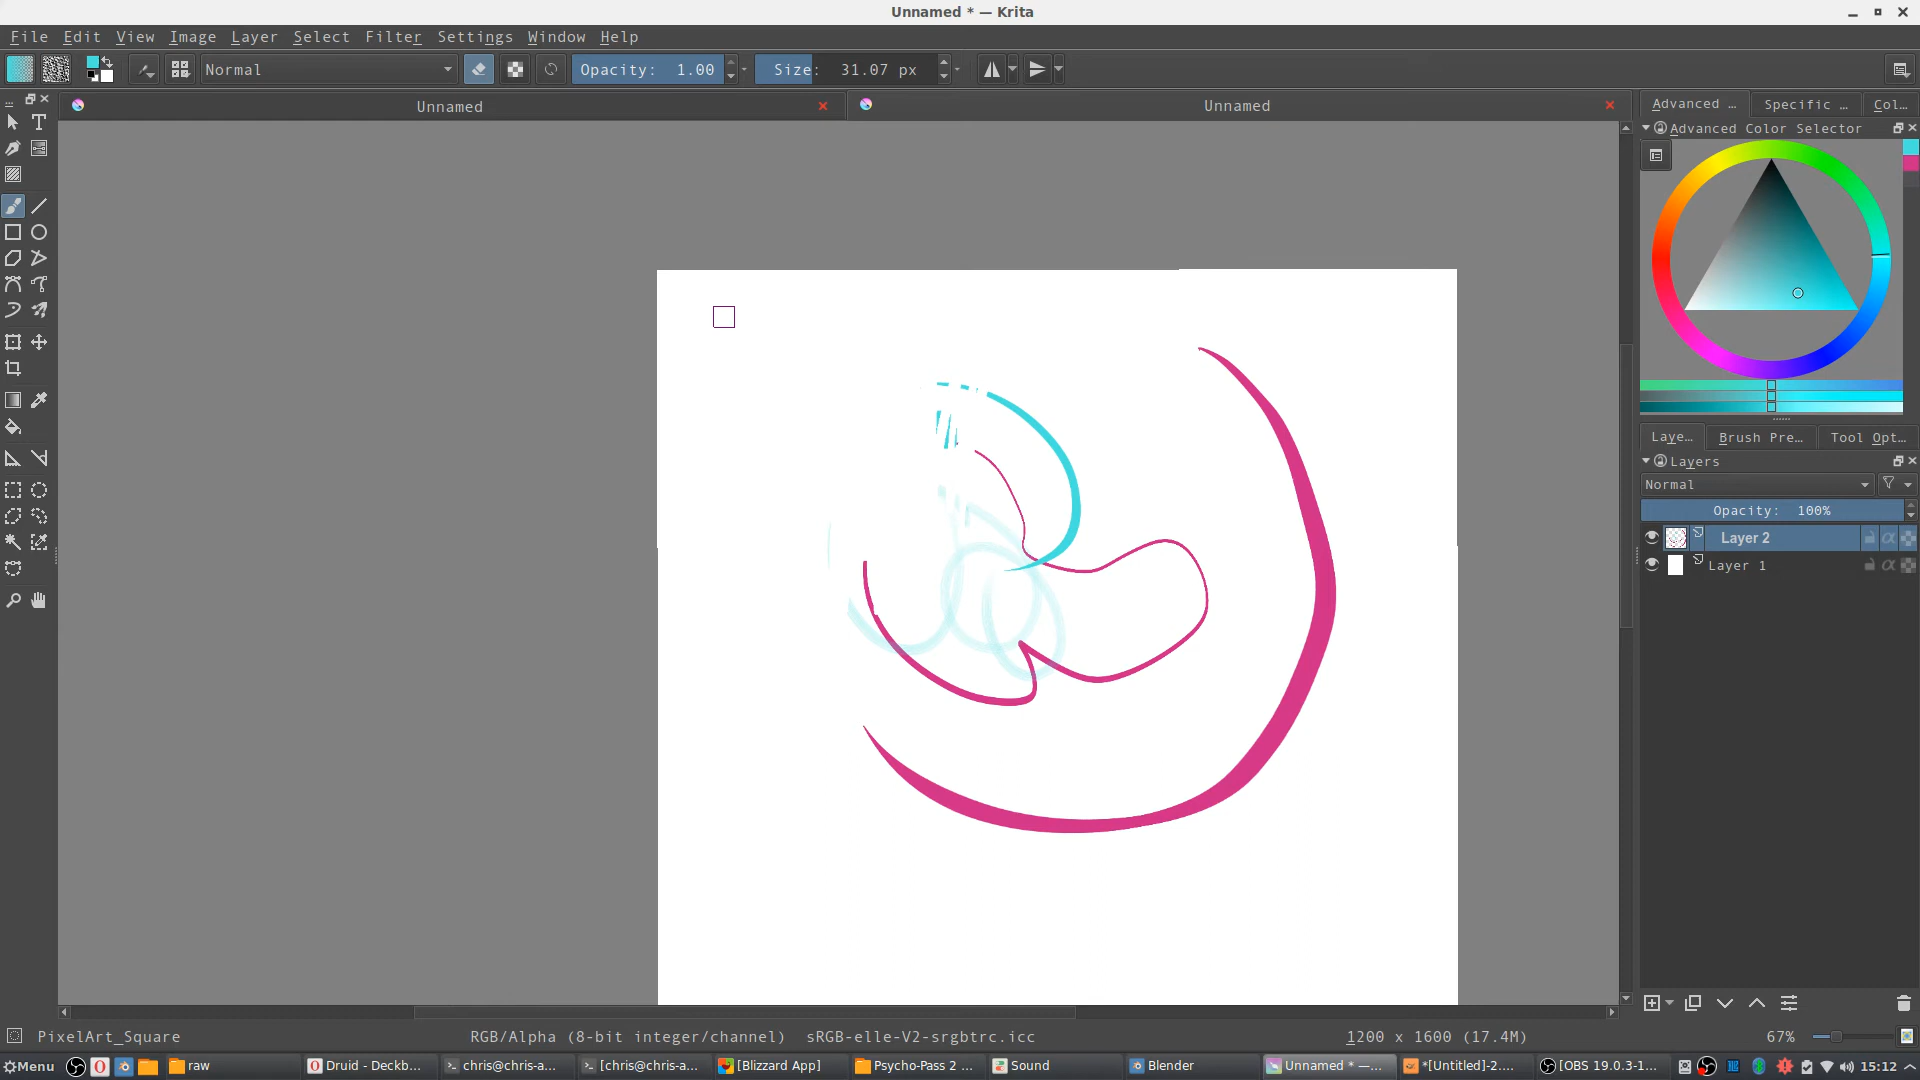 Unnamed * — Krita
File Edit View Image Layer Select Filter Settings Window Help
Normal Opacity: 1.00 Size: 31.07 px
Unnamed Unnamed
Advanced … Specific … Col…
Advanced Color Selector
Laye… Brush Pre… Tool Opt…
Layers
Normal
Opacity: 100%
Layer 2
Layer 1
PixelArt_Square RGB/Alpha (8-bit integer/channel) sRGB-elle-V2-srgbtrc.icc 1200 x 1600 (17.4M) 67%
Menu raw Druid - Deckb... chris@chris-a... [chris@chris-a... [Blizzard App] Psycho-Pass 2 ... Sound Blender Unnamed * —... *[Untitled]-2.... [OBS 19.0.3-1... 15:12